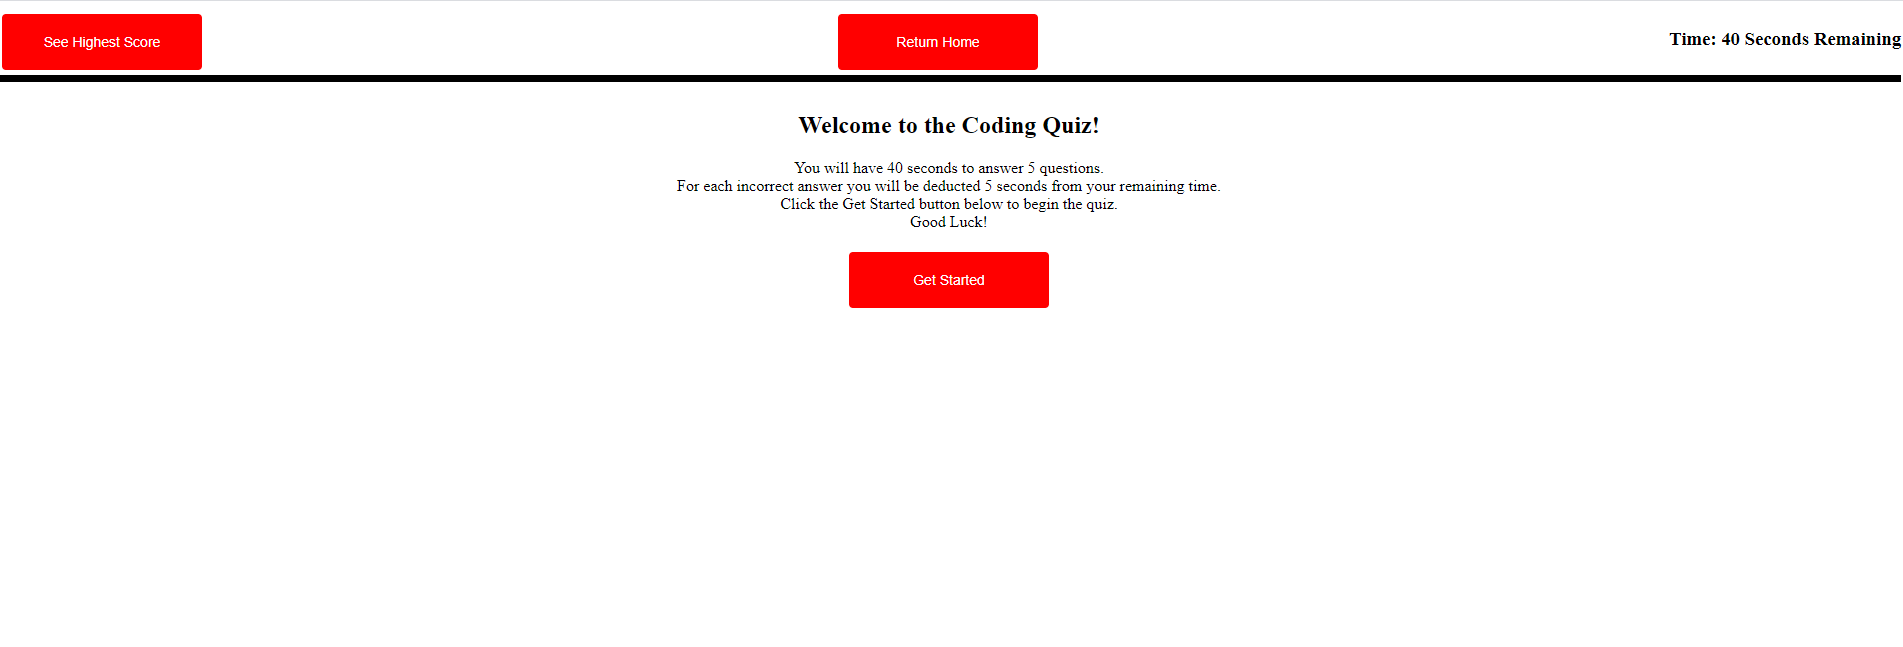 See Highest Score
Return Home
Time: 40 Seconds Remaining
Welcome to the Coding Quiz!
You will have 40 seconds to answer 5 questions.
For each incorrect answer you will be deducted 5 seconds from your remaining time.
Click the Get Started button below to begin the quiz.
Good Luck!
Get Started